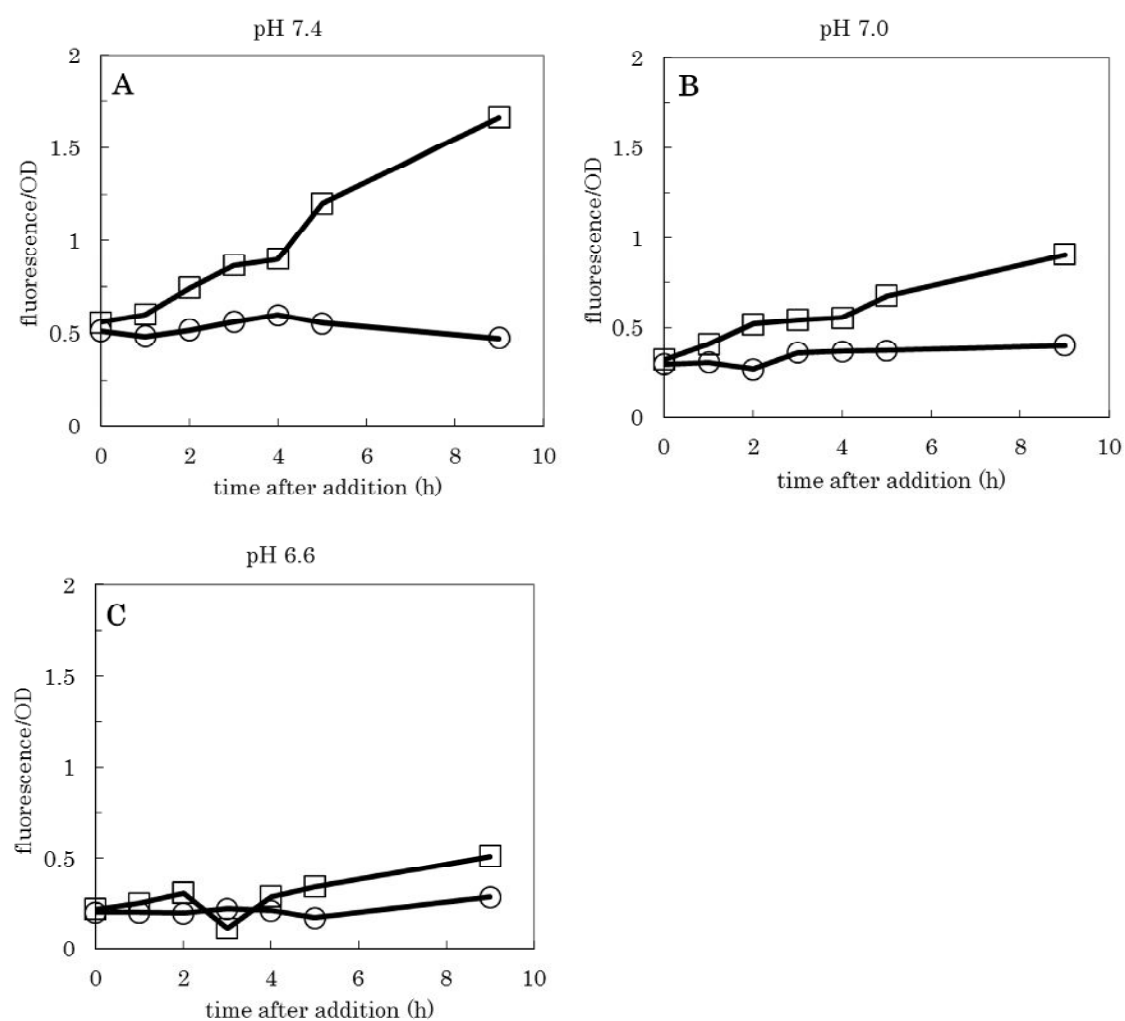 pH 7.4
A
2
1.5
1
0.5
0
fluorescence/OD
0 2 4 6 8 10
time after addition (h)
pH 7.0
B
2
1.5
1
0.5
0
fluorescence/OD
0 2 4 6 8 10
time after addition (h)
pH 6.6
C
2
1.5
1
0.5
0
fluorescence/OD
0 2 4 6 8 10
time after addition (h)